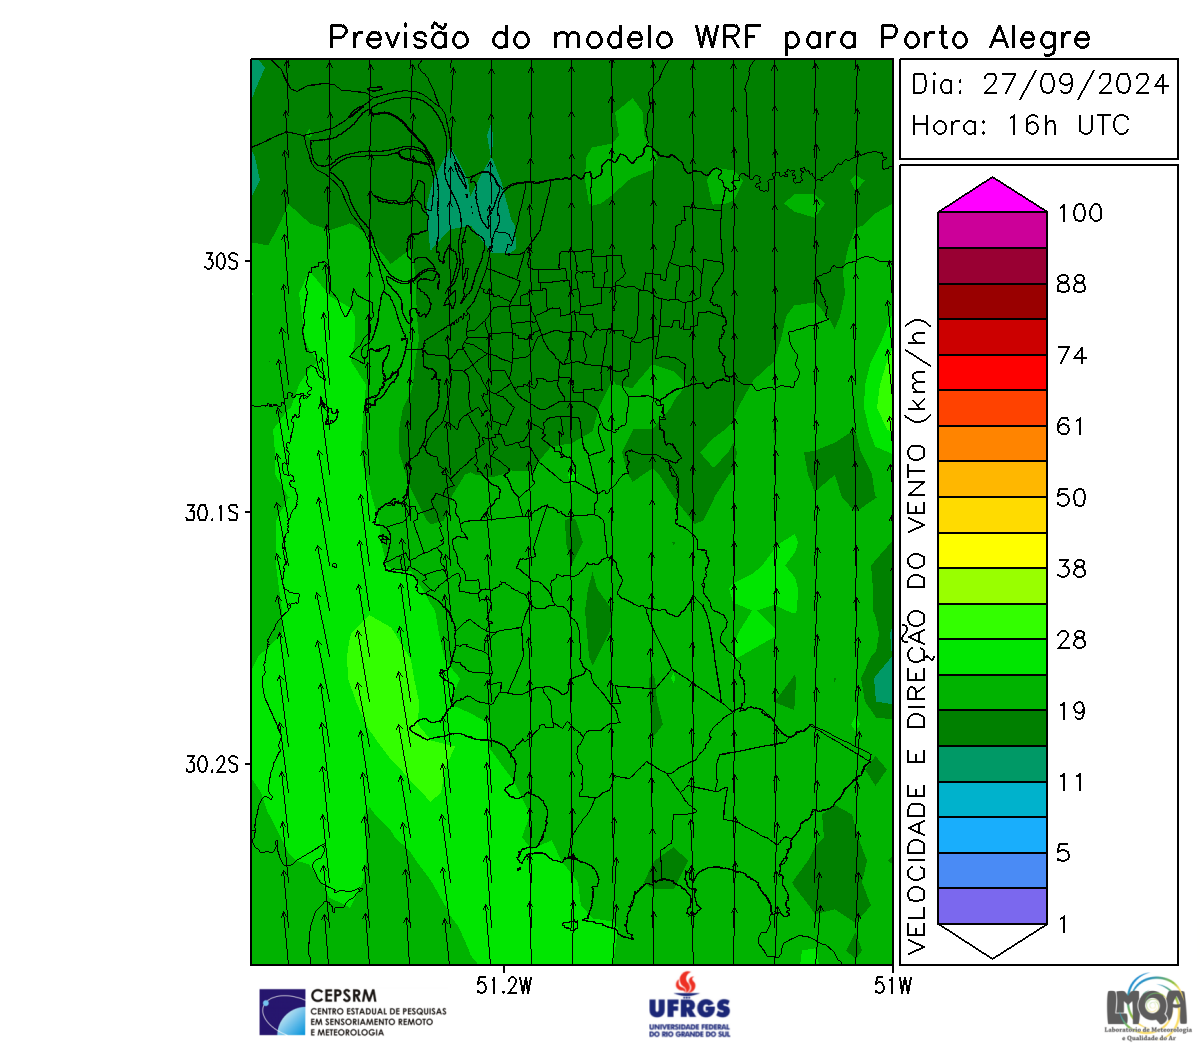 Previsão do modelo WRF para Porto Alegre
Dia: 27/09/2024
Hora: 16h UTC
30S
30.1S
30.2S
51.2W
51W
VELOCIDADE E DIREÇÃO DO VENTO (km/h)
100
88
74
61
50
38
28
19
11
5
1
CEPSRM
CENTRO ESTADUAL DE PESQUISAS
EM SENSORIAMENTO REMOTO
E METEOROLOGIA
UFRGS
UNIVERSIDADE FEDERAL
DO RIO GRANDE DO SUL
LMQA
Laboratório de Meteorologia
e Qualidade do Ar